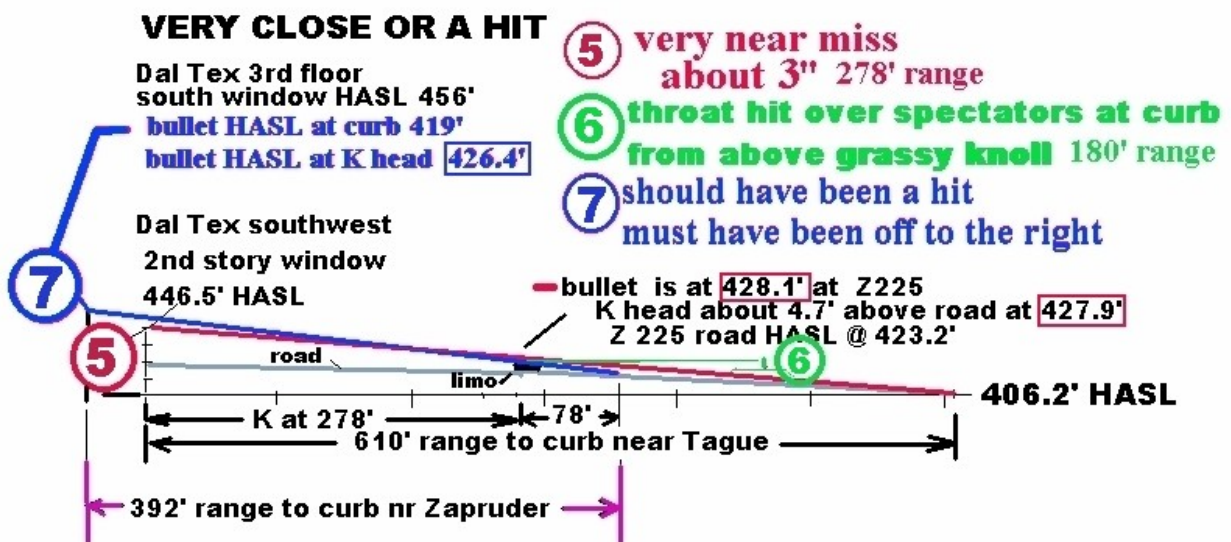 VERY CLOSE OR A HIT
Dal Tex 3rd floor
south window HASL 456'
bullet HASL at curb 419'
bullet HASL at K head 426.4'
5 very near miss
about 3" 278' range
6 throat hit over spectators at curb
from above grassy knoll 180' range
7 should have been a hit
must have been off to the right
Dal Tex southwest
2nd story window
446.5' HASL
7
bullet is at 428.1' at Z225
K head about 4.7' above road at 427.9'
Z 225 road HASL @ 423.2'
5
road
limo
6
406.2' HASL
K at 278'
78'
610' range to curb near Tague
392' range to curb nr Zapruder